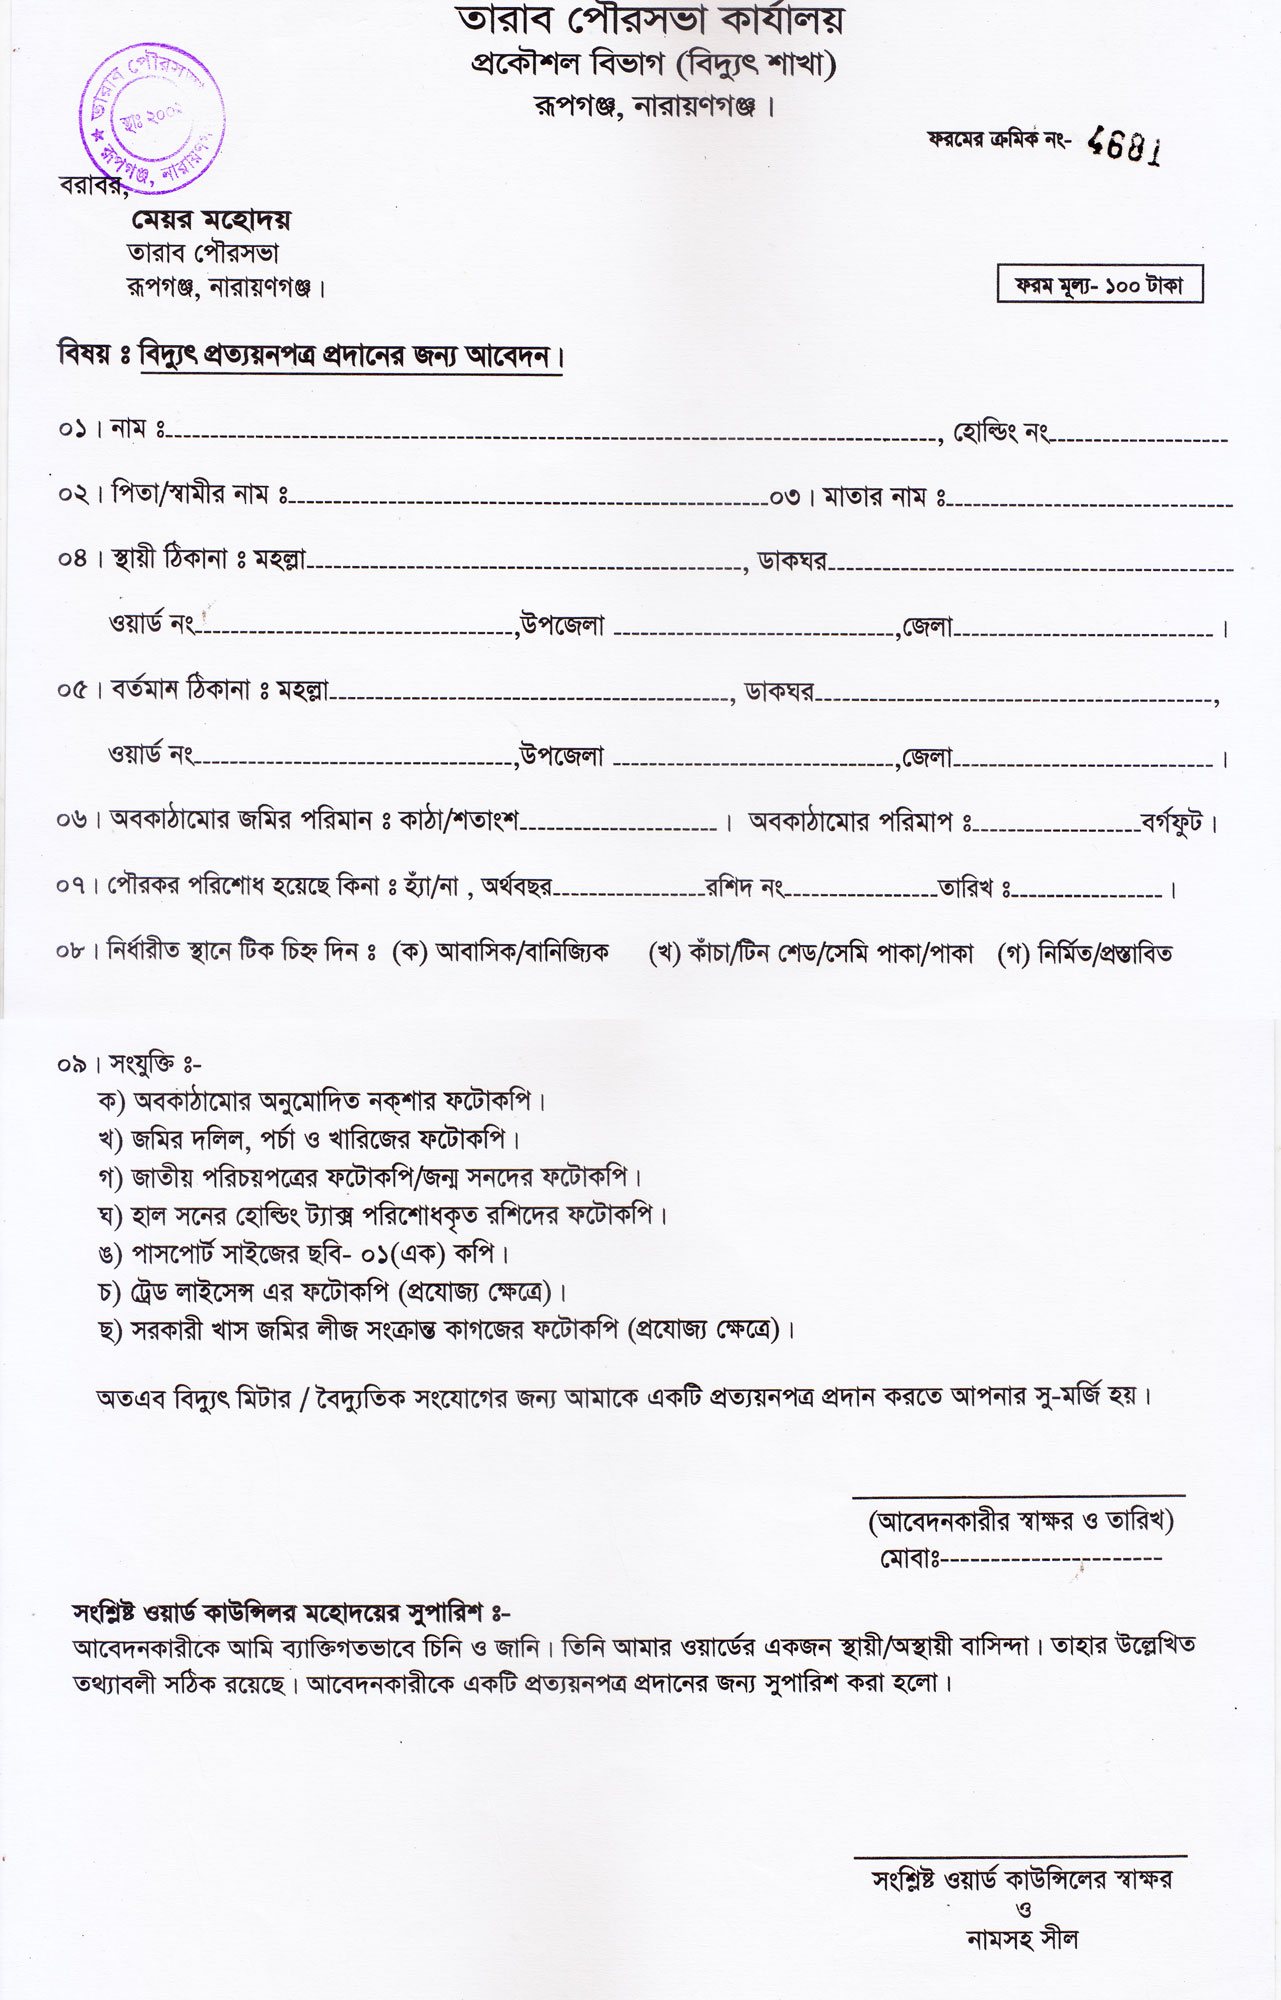 তারাব পৌরসভা কার্যালয়
প্রকৌশল বিভাগ (বিদ্যুৎ শাখা)
রূপগঞ্জ, নারায়ণগঞ্জ।
তারাব পৌরসভা
স্থাঃ ২০০২
★ রূপগঞ্জ, নারায়ণগঞ্জ
ফরমের ক্রমিক নং- 4681
বরাবর,
মেয়র মহোদয়
তারাব পৌরসভা
রূপগঞ্জ, নারায়ণগঞ্জ।
ফরম মূল্য- ১০০ টাকা
বিষয় ঃ বিদ্যুৎ প্রত্যয়নপত্র প্রদানের জন্য আবেদন।
০১। নাম ঃ--------------------, হোল্ডিং নং--------------------
০২। পিতা/স্বামীর নাম ঃ--------------------০৩। মাতার নাম ঃ--------------------
০৪। স্থায়ী ঠিকানা ঃ মহল্লা--------------------, ডাকঘর--------------------
ওয়ার্ড নং--------------------,উপজেলা --------------------,জেলা--------------------।
০৫। বর্তমান ঠিকানা ঃ মহল্লা--------------------, ডাকঘর--------------------,
ওয়ার্ড নং--------------------,উপজেলা --------------------,জেলা--------------------।
০৬। অবকাঠামোর জমির পরিমান ঃ কাঠা/শতাংশ--------------------। অবকাঠামোর পরিমাপ ঃ--------------------বর্গফুট।
০৭। পৌরকর পরিশোধ হয়েছে কিনা ঃ হ্যাঁ/না , অর্থবছর--------------------রশিদ নং--------------------তারিখ ঃ--------------------।
০৮। নির্ধারীত স্থানে টিক চিহ্ন দিন ঃ (ক) আবাসিক/বানিজ্যিক (খ) কাঁচা/টিন শেড/সেমি পাকা/পাকা (গ) নির্মিত/প্রস্তাবিত
০৯। সংযুক্তি ঃ-
ক) অবকাঠামোর অনুমোদিত নক্শার ফটোকপি।
খ) জমির দলিল, পর্চা ও খারিজের ফটোকপি।
গ) জাতীয় পরিচয়পত্রের ফটোকপি/জন্ম সনদের ফটোকপি।
ঘ) হাল সনের হোল্ডিং ট্যাক্স পরিশোধকৃত রশিদের ফটোকপি।
ঙ) পাসপোর্ট সাইজের ছবি- ০১(এক) কপি।
চ) ট্রেড লাইসেন্স এর ফটোকপি (প্রযোজ্য ক্ষেত্রে)।
ছ) সরকারী খাস জমির লীজ সংক্রান্ত কাগজের ফটোকপি (প্রযোজ্য ক্ষেত্রে)।
অতএব বিদ্যুৎ মিটার / বৈদ্যুতিক সংযোগের জন্য আমাকে একটি প্রত্যয়নপত্র প্রদান করতে আপনার সু-মর্জি হয়।
(আবেদনকারীর স্বাক্ষর ও তারিখ)
মোবাঃ--------------------
সংশ্লিষ্ট ওয়ার্ড কাউন্সিলর মহোদয়ের সুপারিশ ঃ-
আবেদনকারীকে আমি ব্যাক্তিগতভাবে চিনি ও জানি। তিনি আমার ওয়ার্ডের একজন স্থায়ী/অস্থায়ী বাসিন্দা। তাহার উল্লেখিত
তথ্যাবলী সঠিক রয়েছে। আবেদনকারীকে একটি প্রত্যয়নপত্র প্রদানের জন্য সুপারিশ করা হলো।
সংশ্লিষ্ট ওয়ার্ড কাউন্সিলের স্বাক্ষর
ও
নামসহ সীল